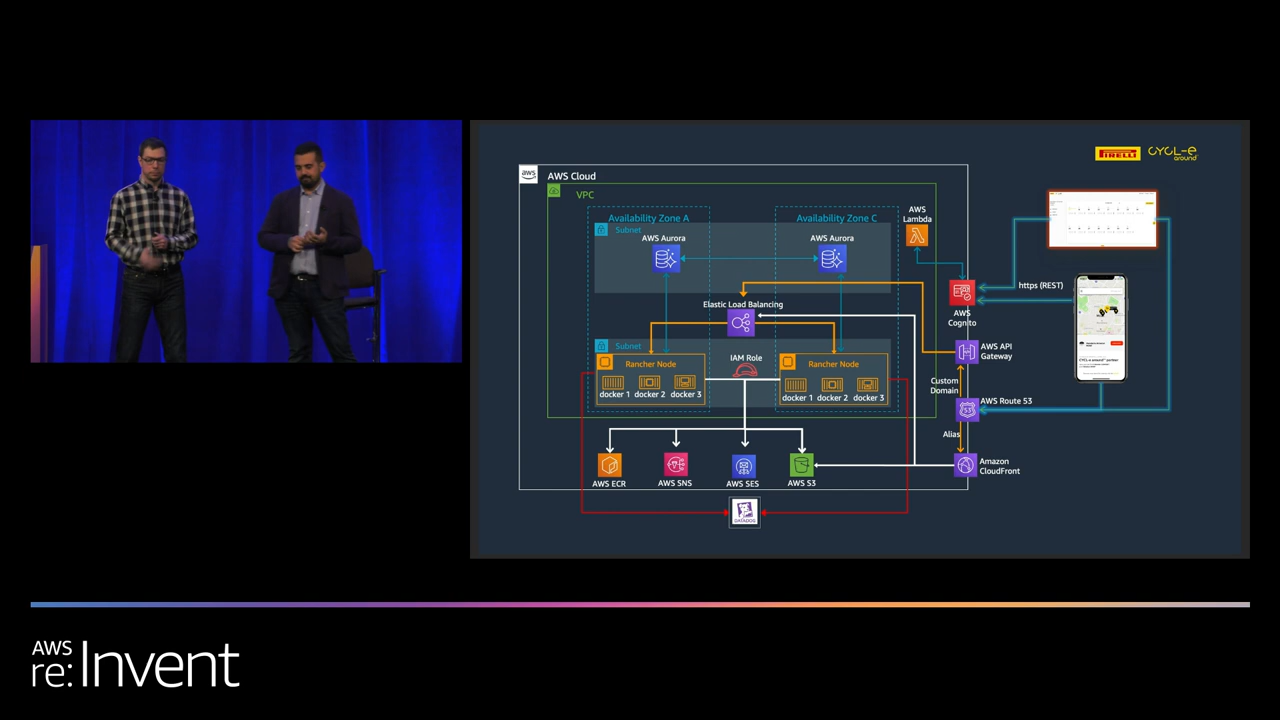 PIRELLI
CYCL-e
around
aws
AWS Cloud
VPC
Availability Zone A
Availability Zone C
AWS
Lambda
Subnet
AWS Aurora
AWS Aurora
https (REST)
Elastic Load Balancing
AWS
Cognito
Subnet
IAM Role
AWS API
Gateway
Rancher Node
Rancher Node
docker 1
docker 2
docker 3
docker 1
docker 2
docker 3
Custom
Domain
53
AWS Route 53
Alias
Amazon
CloudFront
AWS ECR
AWS SNS
AWS SES
AWS S3
DATADOG
AWS
re:Invent